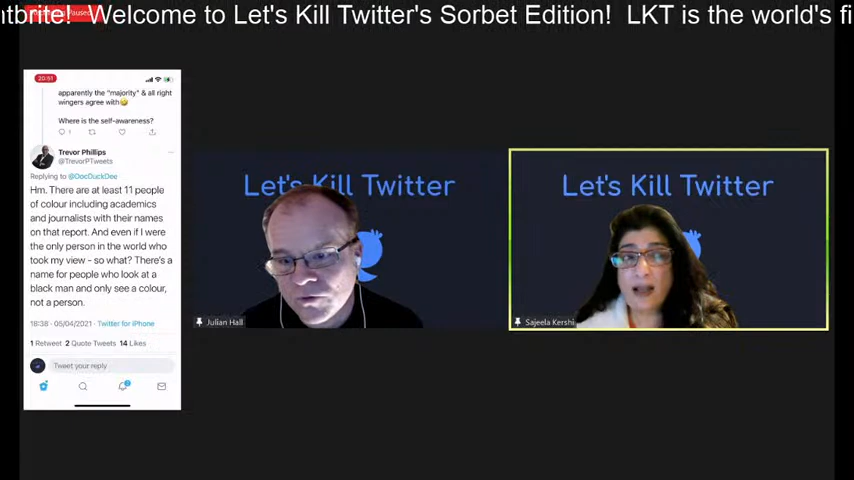 ntbrite! Welcome to Let's Kill Twitter's Sorbet Edition! LKT is the world's fi
20:51
apparently the "majority" & all right
wingers agree with🤣
Where is the self-awareness?
1
Trevor Phillips
@TrevorPTweets
Replying to @DocDuckDee
Hm. There are at least 11 people
of colour including academics
and journalists with their names
on that report. And even if I were
the only person in the world who
took my view - so what? There's a
name for people who look at a
black man and only see a colour,
not a person.
18:38 · 05/04/2021 · Twitter for iPhone
1 Retweet 2 Quote Tweets 14 Likes
Tweet your reply
2
Let's Kill Twitter
Julian Hall
Let's Kill Twitter
Sajeela Kershi